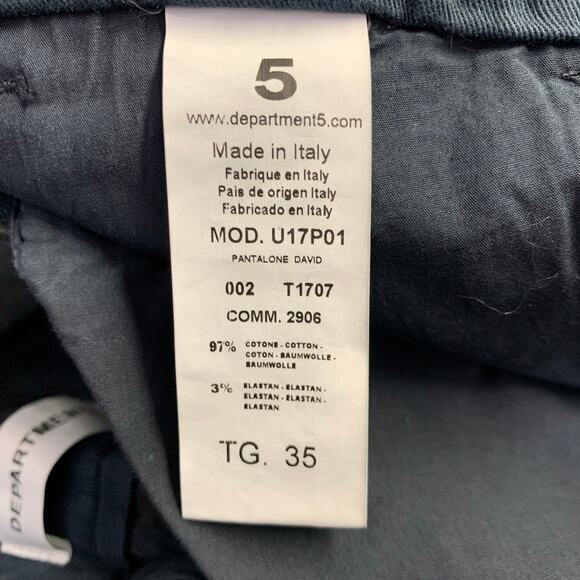 5
www.department5.com
Made in Italy
Fabrique en Italy
Pais de origen Italy
Fabricado en Italy
MOD. U17P01
PANTALONE DAVID
002 T1707
COMM. 2906
97% COTONE - COTTON -
COTON - BAUMWOLLE -
BAUMWOLLE
3% ELASTAN - ELASTAN -
ELASTAN - ELASTAN -
ELASTAN
TG. 35
DEPARTMEN